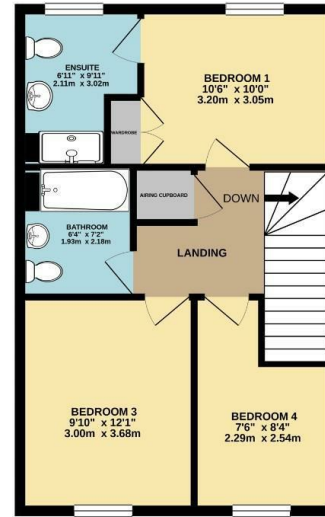 ENSUITE
6'11" x 9'11"
2.11m x 3.02m
BEDROOM 1
10'6" x 10'0"
3.20m x 3.05m
WARDROBE
AIRING CUPBOARD
DOWN
BATHROOM
6'4" x 7'2"
1.93m x 2.18m
LANDING
BEDROOM 3
9'10" x 12'1"
3.00m x 3.68m
BEDROOM 4
7'6" x 8'4"
2.29m x 2.54m